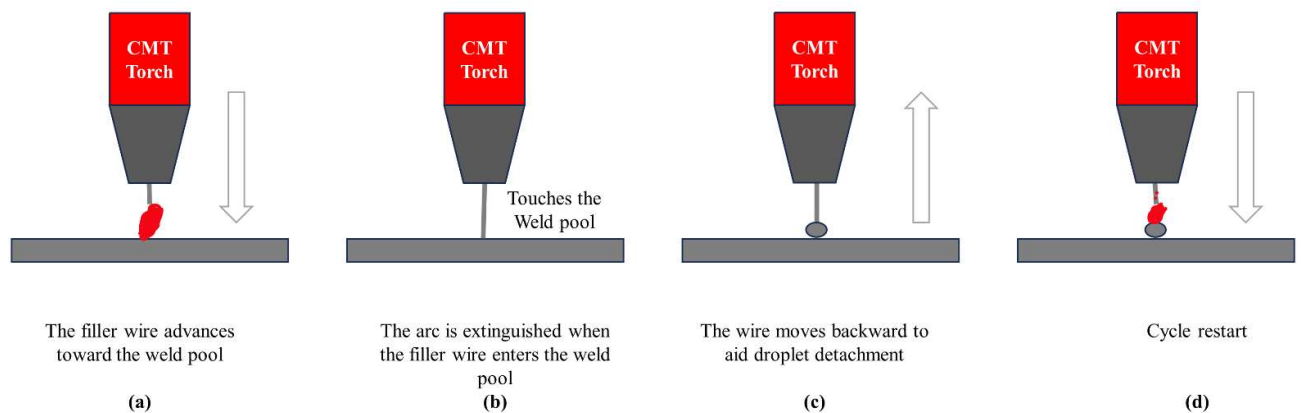 CMT
Torch
CMT
Torch
CMT
Torch
CMT
Torch
Touches the
Weld pool
The filler wire advances
toward the weld pool
(a)
The arc is extinguished when
the filler wire enters the weld
pool
(b)
The wire moves backward to
aid droplet detachment
(c)
Cycle restart
(d)